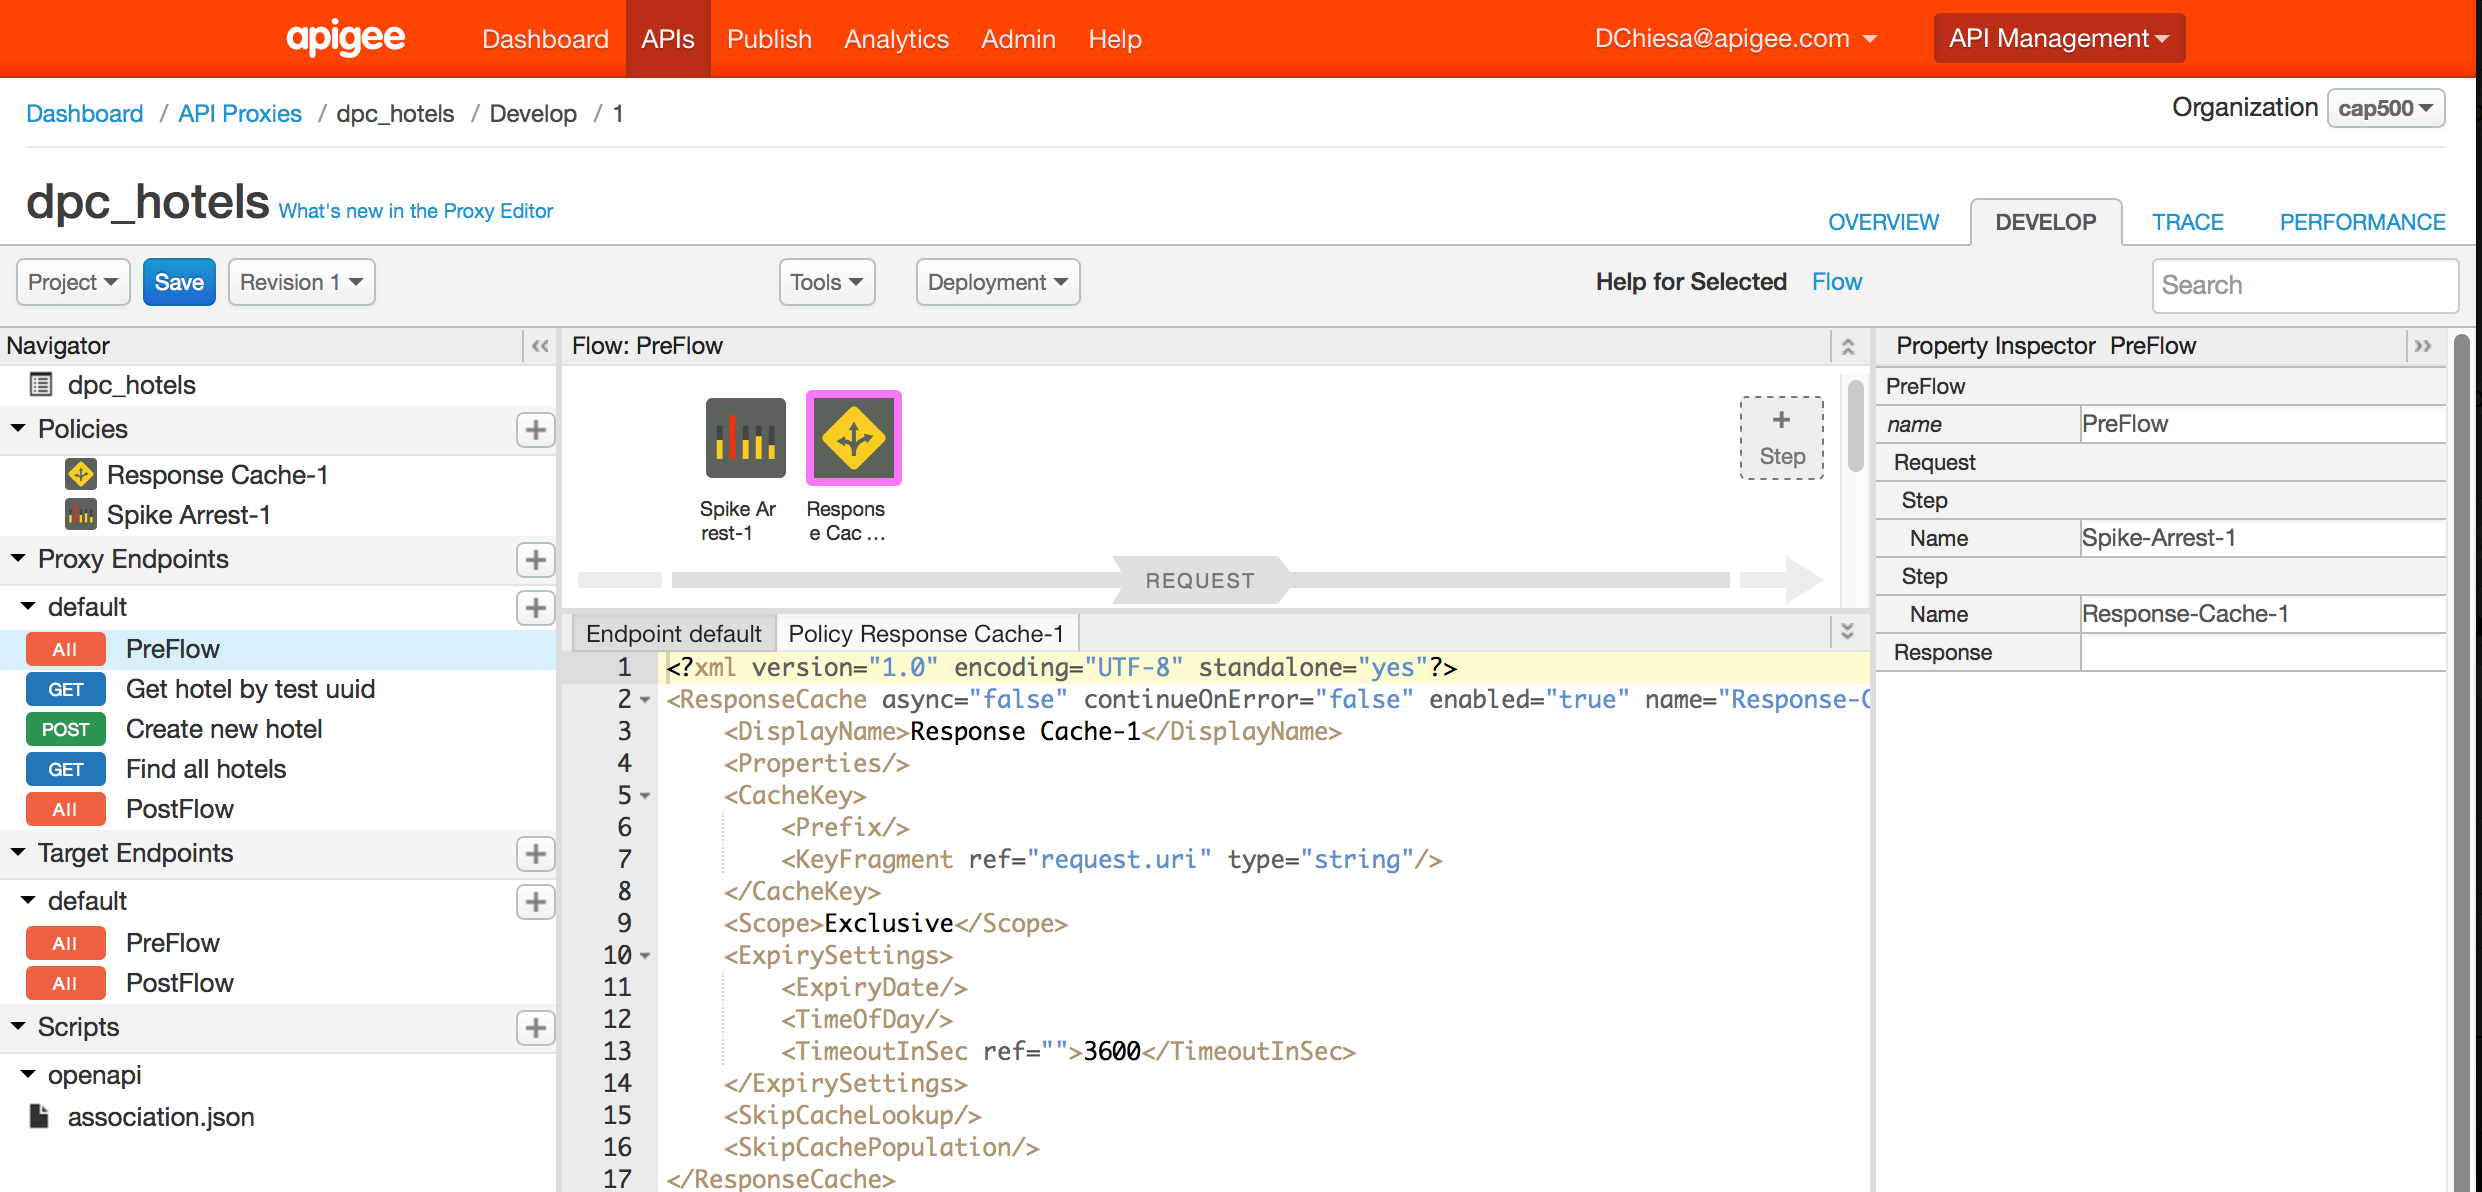 apigee Dashboard APIs Publish Analytics Admin Help DChiesa@apigee.com API Management
Dashboard / API Proxies / dpc_hotels / Develop / 1 Organization cap500
dpc_hotels What's new in the Proxy Editor OVERVIEW DEVELOP TRACE PERFORMANCE
Project Save Revision 1 Tools Deployment Help for Selected Flow Search
Navigator
dpc_hotels
Policies
Response Cache-1
Spike Arrest-1
Proxy Endpoints
default
All PreFlow
GET Get hotel by test uuid
POST Create new hotel
GET Find all hotels
All PostFlow
Target Endpoints
default
All PreFlow
All PostFlow
Scripts
openapi
association.json
Flow: PreFlow
Spike Ar
rest-1
Respons
e Cac ...
+
Step
REQUEST
Endpoint default Policy Response Cache-1
1 <?xml version="1.0" encoding="UTF-8" standalone="yes"?>
2 <ResponseCache async="false" continueOnError="false" enabled="true" name="Response-C
3 <DisplayName>Response Cache-1</DisplayName>
4 <Properties/>
5 <CacheKey>
6 <Prefix/>
7 <KeyFragment ref="request.uri" type="string"/>
8 </CacheKey>
9 <Scope>Exclusive</Scope>
10 <ExpirySettings>
11 <ExpiryDate/>
12 <TimeOfDay/>
13 <TimeoutInSec ref="">3600</TimeoutInSec>
14 </ExpirySettings>
15 <SkipCacheLookup/>
16 <SkipCachePopulation/>
17 </ResponseCache>
Property Inspector PreFlow
PreFlow
name PreFlow
Request
Step
Name Spike-Arrest-1
Step
Name Response-Cache-1
Response